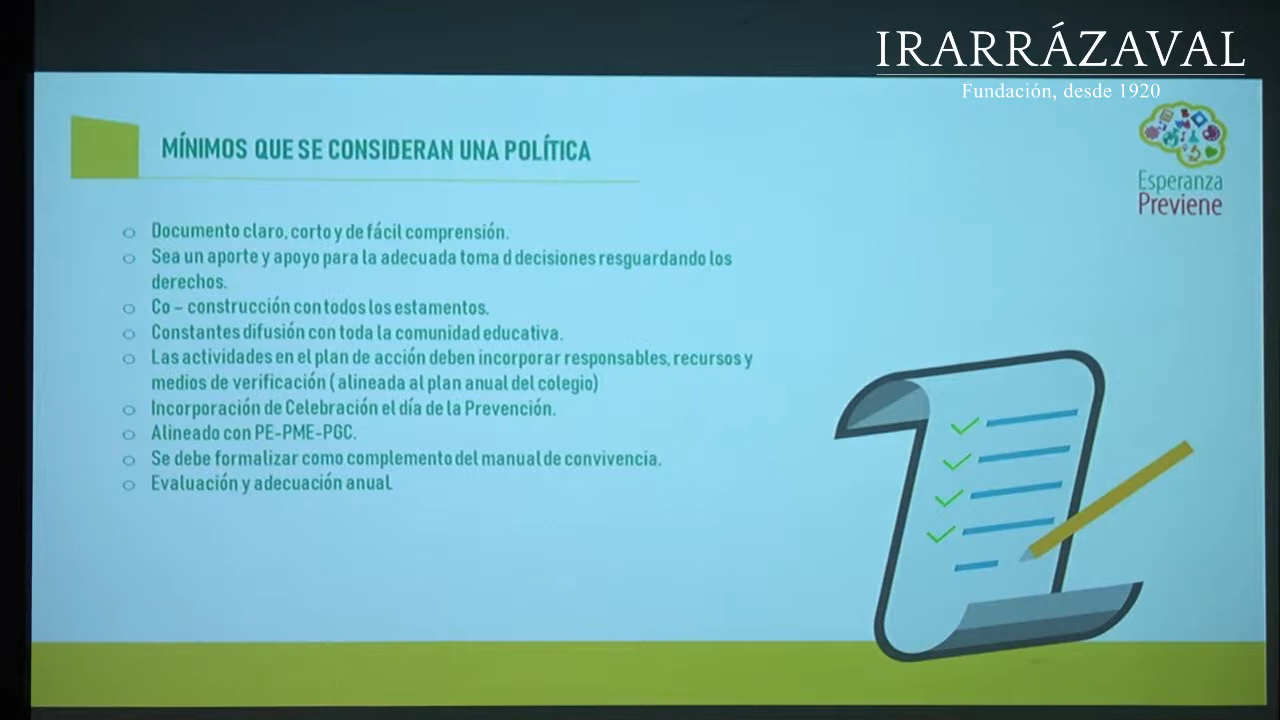 IRARRÁZAVAL
Fundación, desde 1920
MÍNIMOS QUE SE CONSIDERAN UNA POLÍTICA
Esperanza
Previene
o Documento claro, corto y de fácil comprensión.
o Sea un aporte y apoyo para la adecuada toma d decisiones resguardando los
derechos.
o Co – construcción con todos los estamentos.
o Constantes difusión con toda la comunidad educativa.
o Las actividades en el plan de acción deben incorporar responsables, recursos y
medios de verificación ( alineada al plan anual del colegio)
o Incorporación de Celebración el día de la Prevención.
o Alineado con PE-PME-PGC.
o Se debe formalizar como complemento del manual de convivencia.
o Evaluación y adecuación anual.